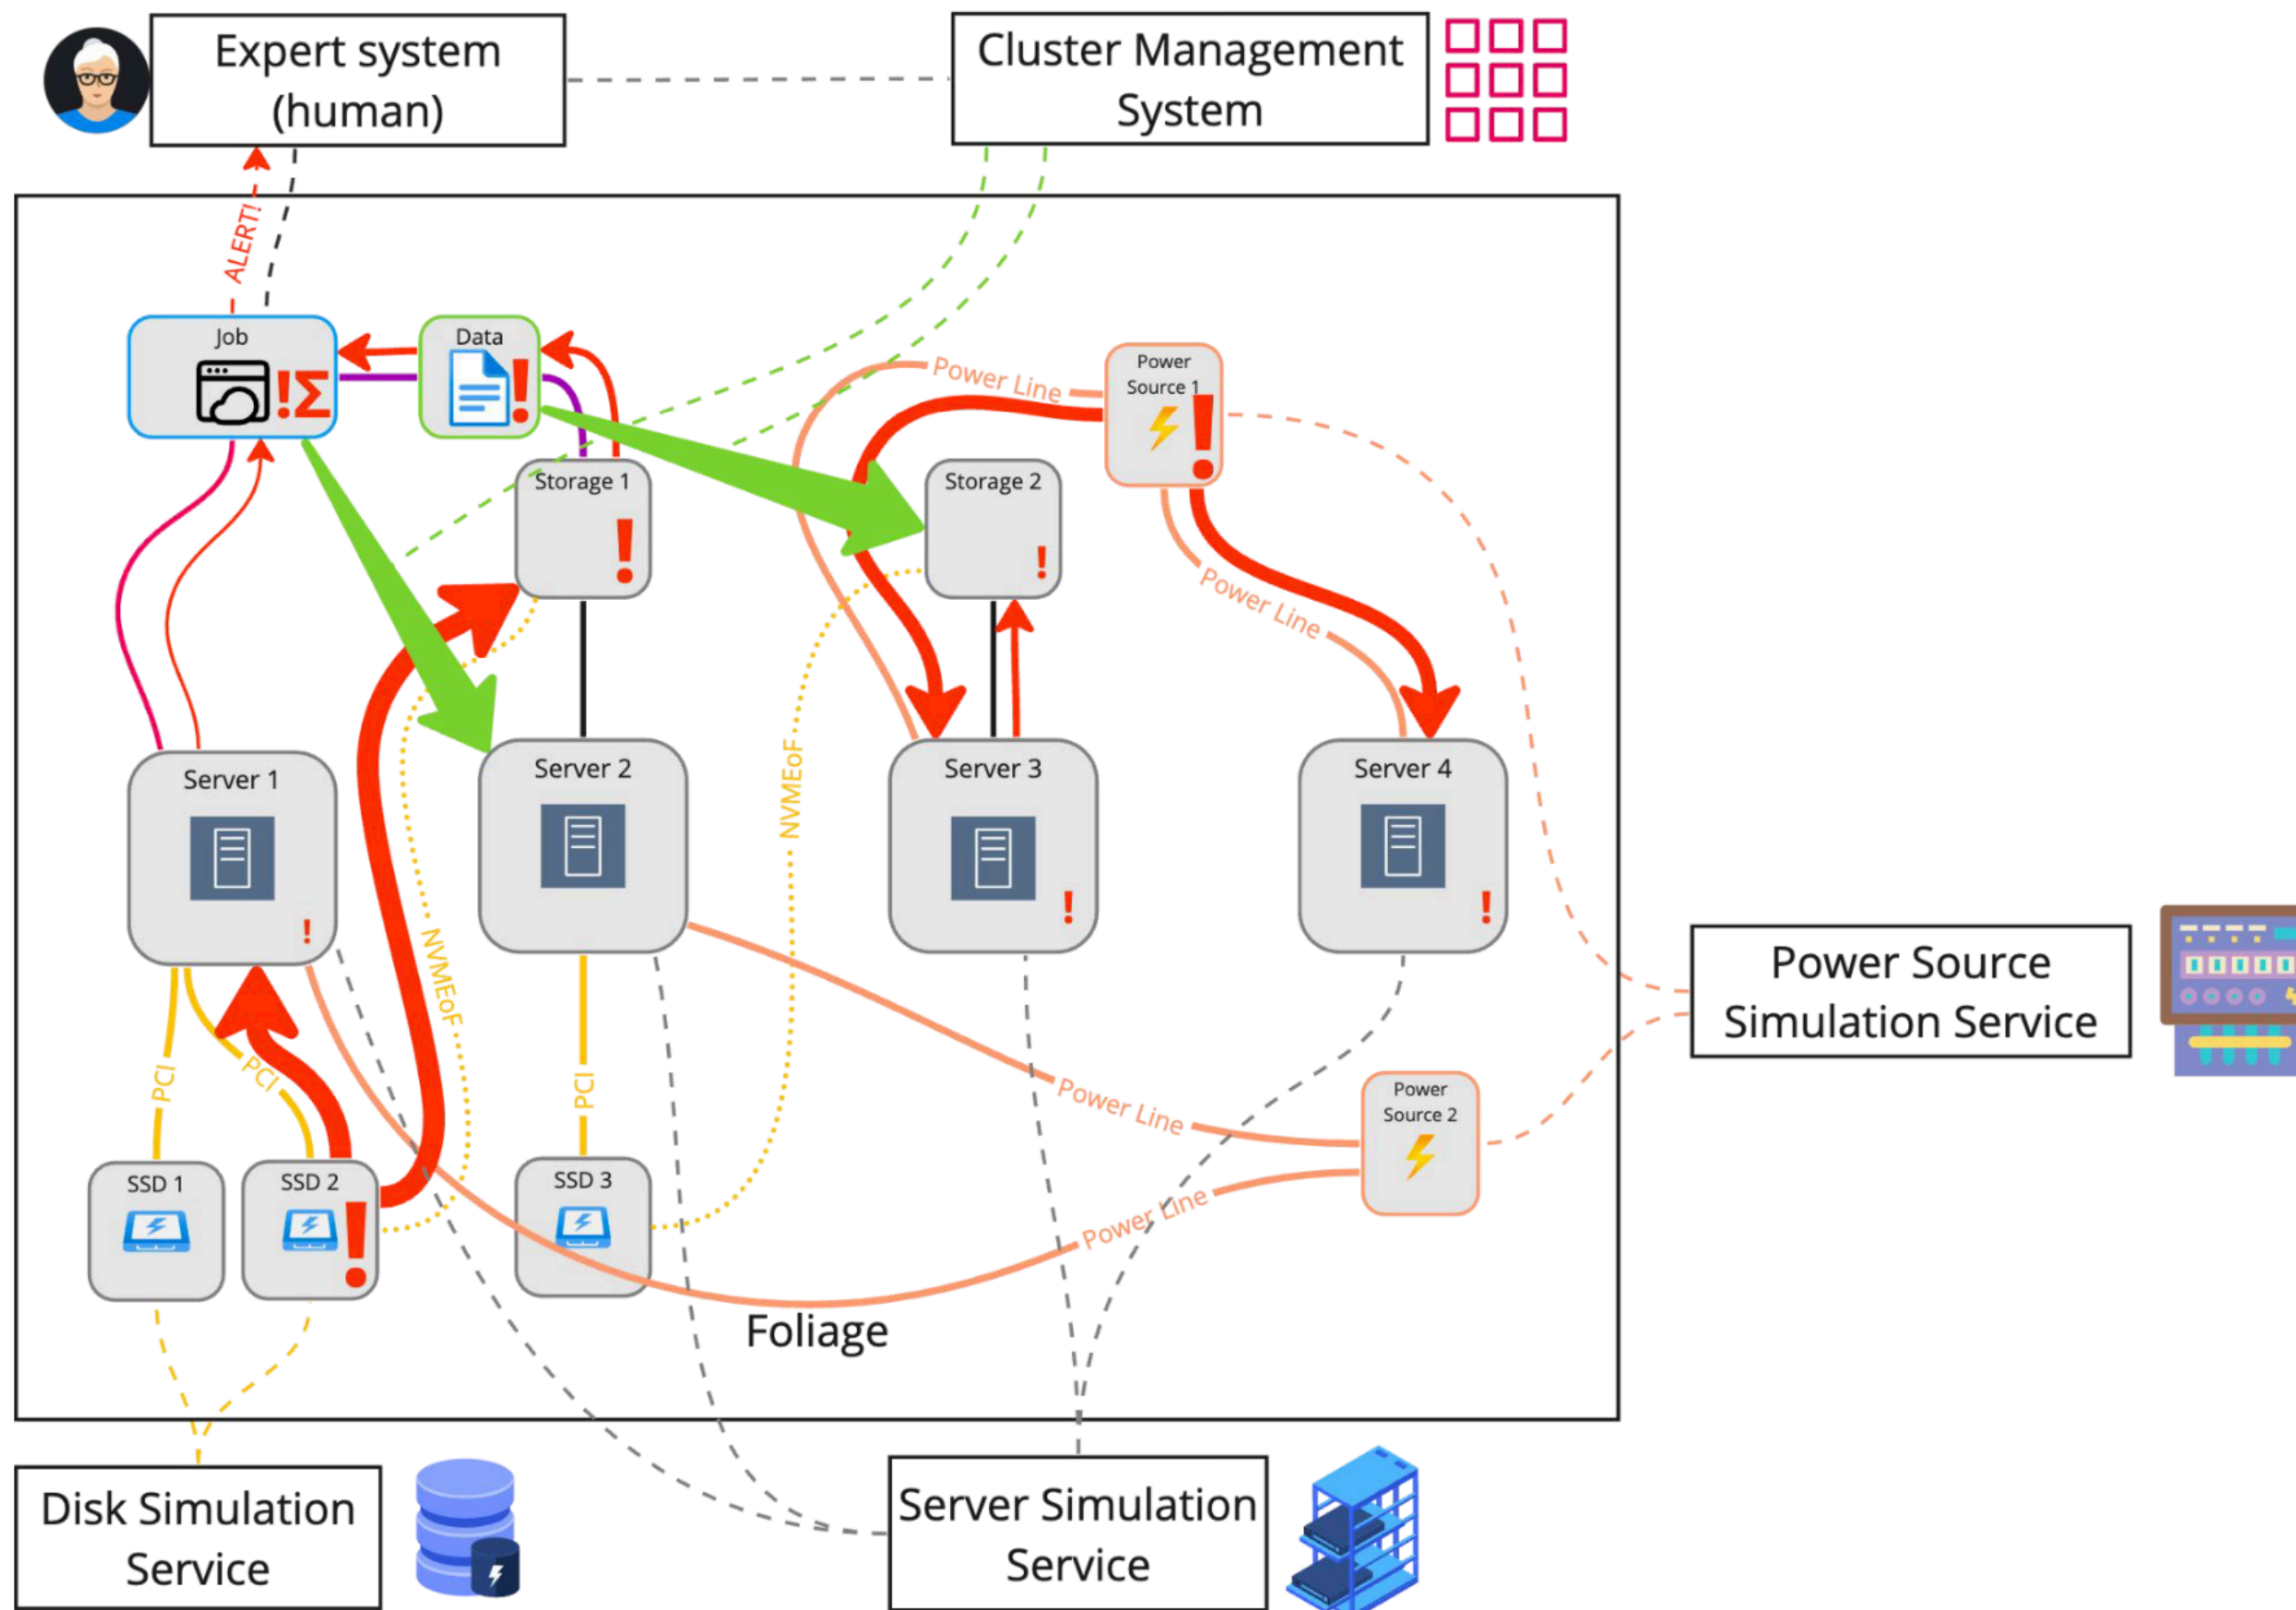 Expert system
(human)
Cluster Management
System
ALERT!
Job
!Σ
Data
!
Power Line
Power
Source 1
!
Storage 1
!
Storage 2
!
Power Line
Server 1
!
Server 2
NVMEoF
Server 3
!
Server 4
!
NVMEoF
PCI
PCI
PCI
Power Line
Power
Source 2
Power Line
SSD 1
SSD 2
!
SSD 3
Foliage
Power Source
Simulation Service
Disk Simulation
Service
Server Simulation
Service